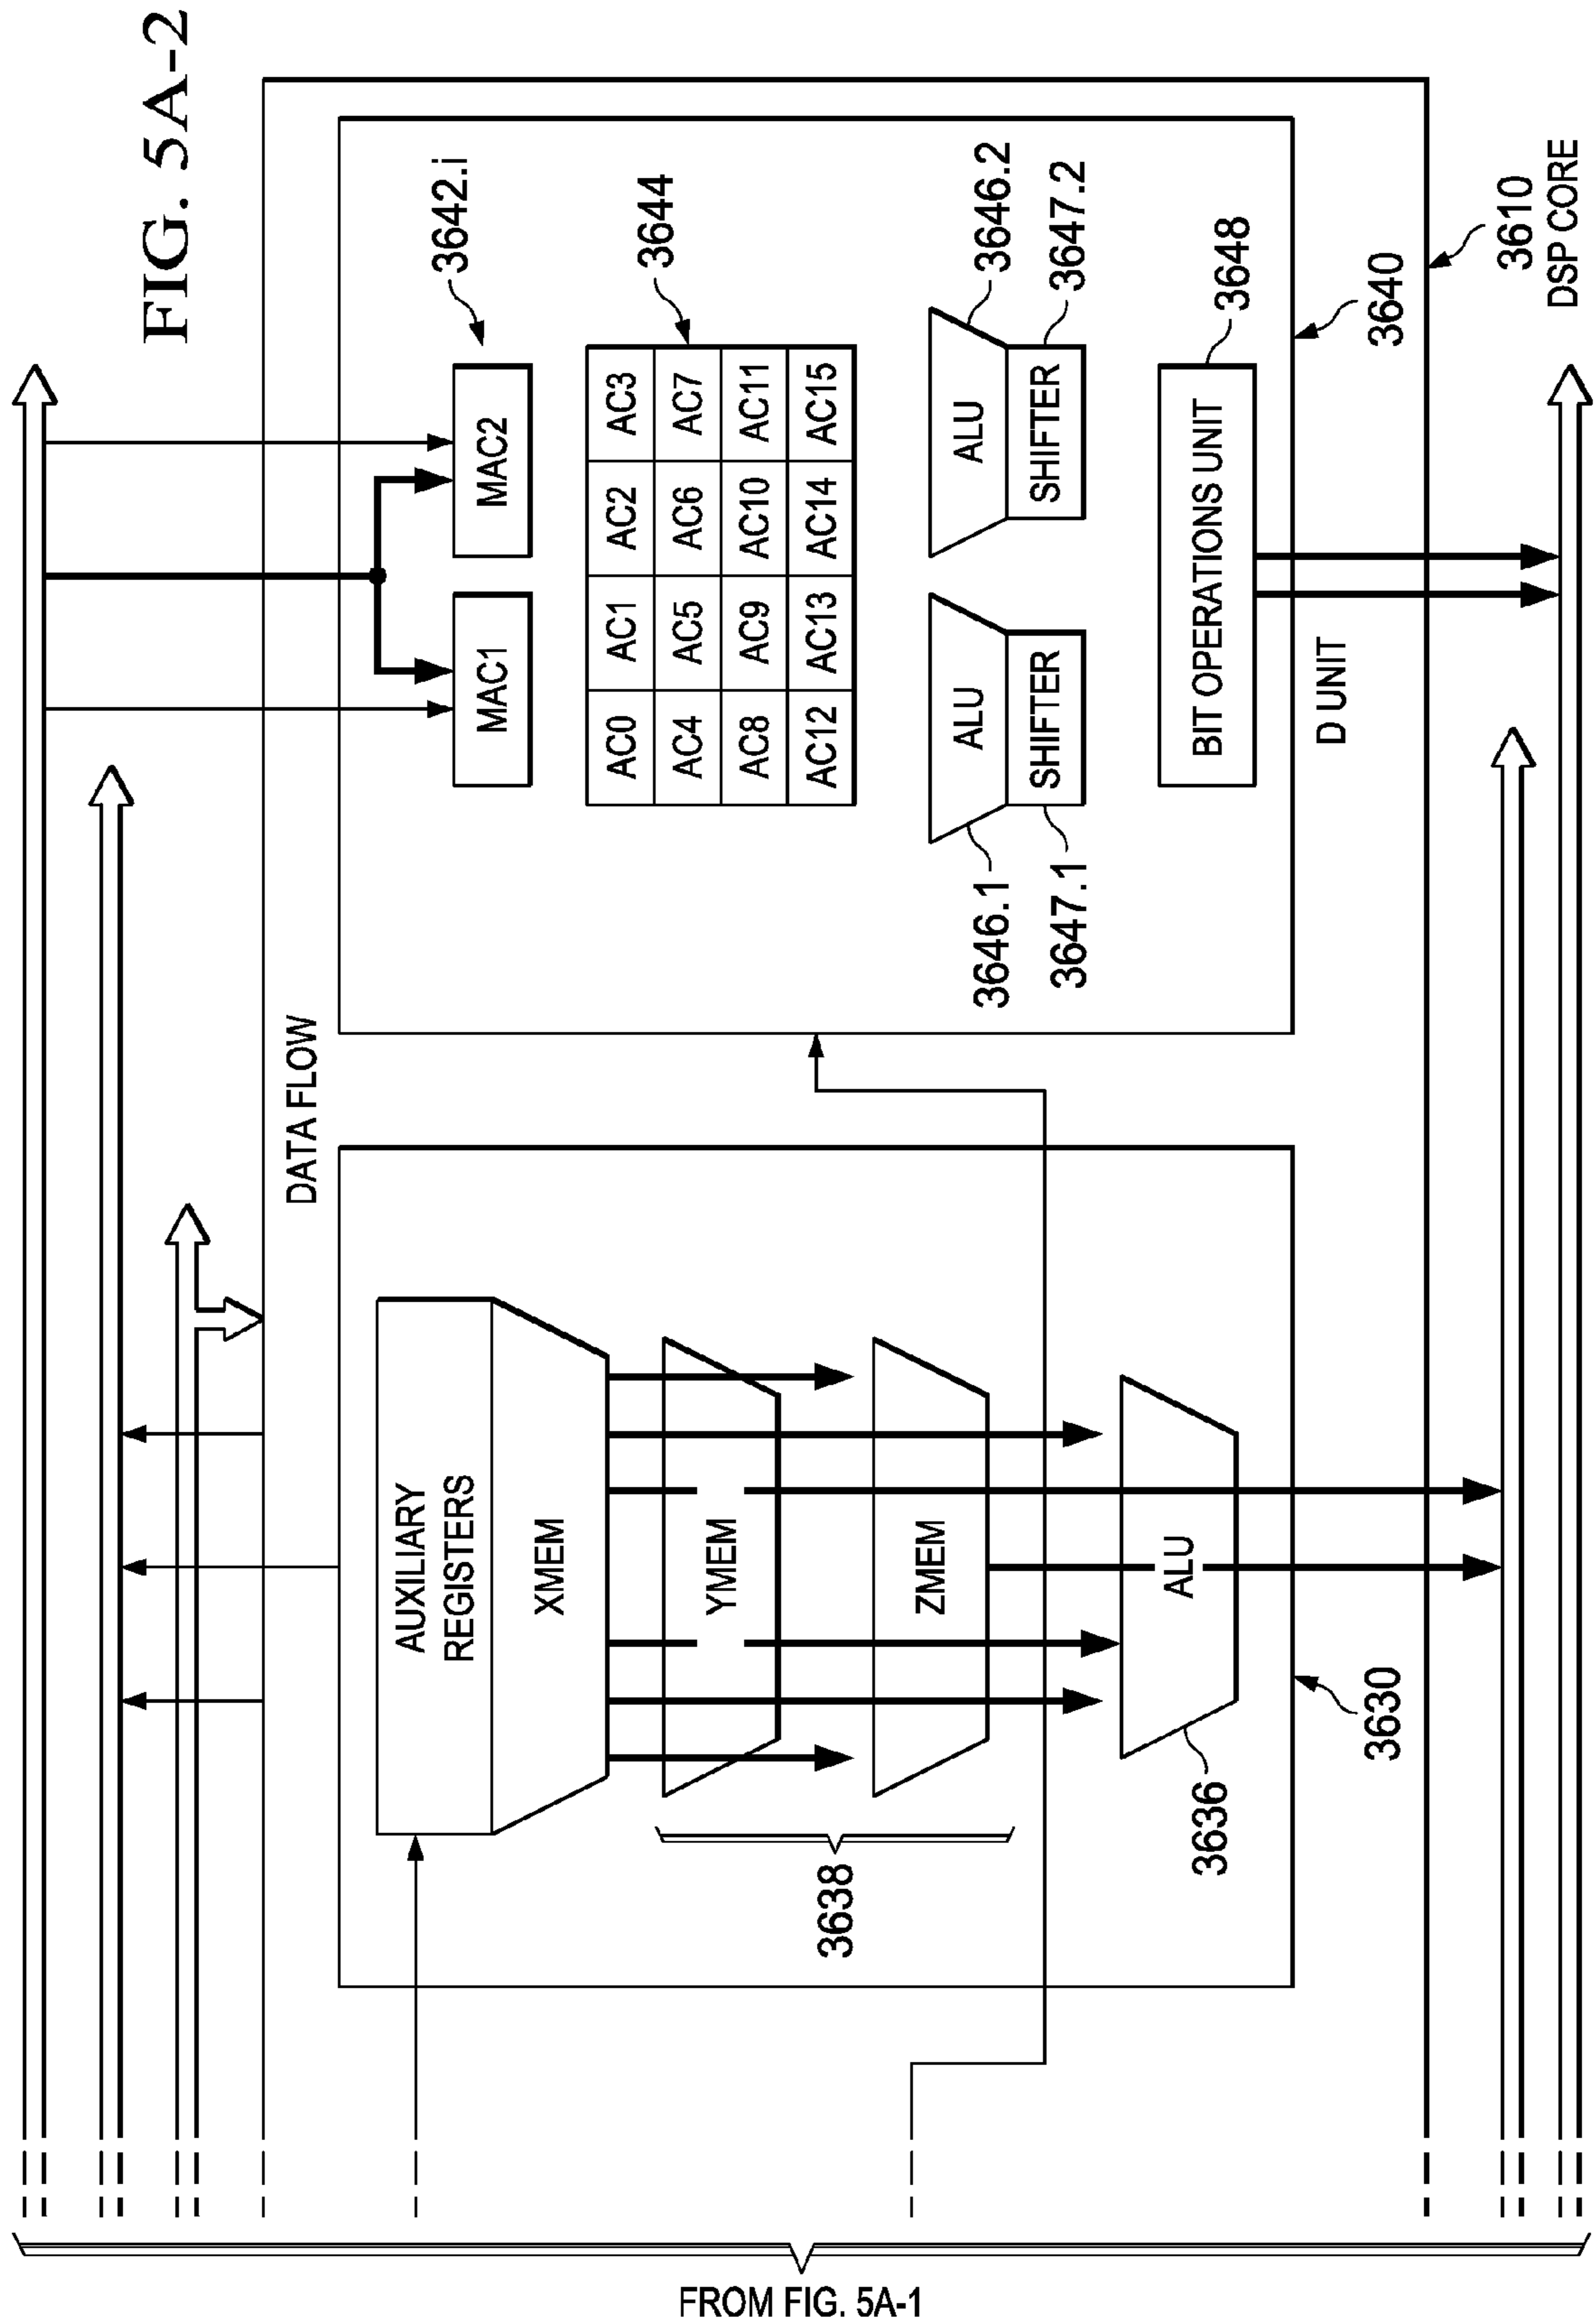 FIG. 5A-2
DATA FLOW
AUXILIARY
REGISTERS
XMEM
YMEM
ZMEM
ALU
3638
3636
3630
MAC1
MAC2
3642.i
AC0 AC1 AC2 AC3
AC4 AC5 AC6 AC7
AC8 AC9 AC10 AC11
AC12 AC13 AC14 AC15
3644
ALU
SHIFTER
3646.1
3647.1
ALU
SHIFTER
3646.2
3647.2
BIT OPERATIONS UNIT
3648
D UNIT
3640
3610
DSP CORE
FROM FIG. 5A-1